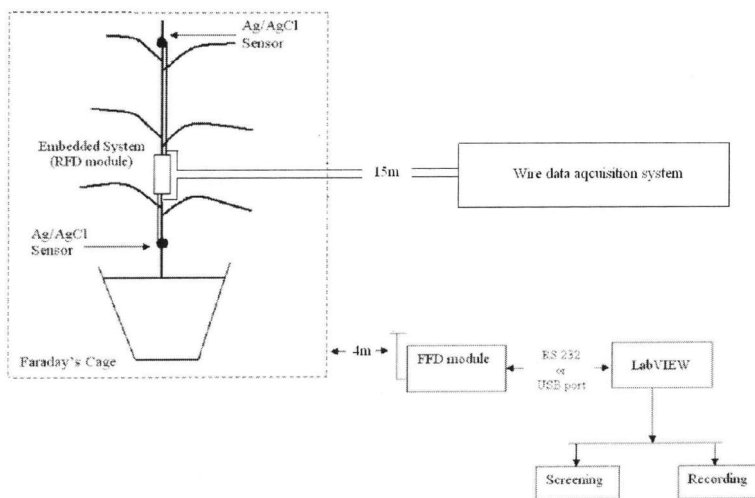 Ag/AgCl
Sensor
Embedded System
(RFD module)
15m
Wire data aqcuisition system
Ag/AgCl
Sensor
Faraday's Cage
4m
FFD module
RS 232
or
USB port
LabVIEW
Screening
Recording